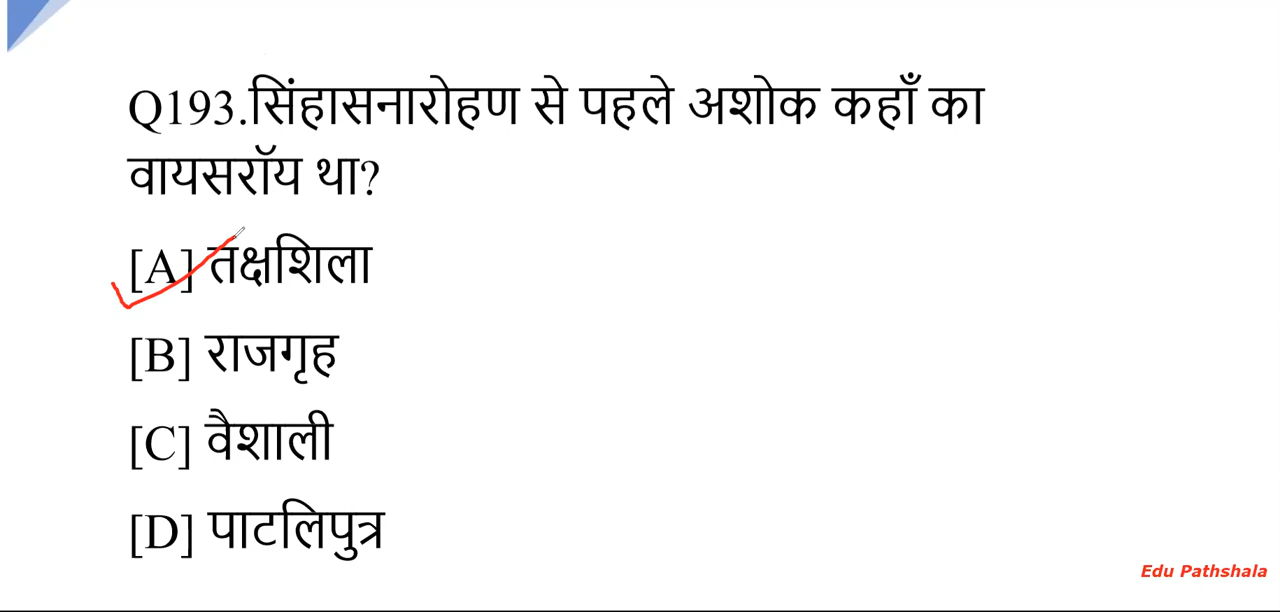 Q193.सिंहासनारोहण से पहले अशोक कहाँ का
वायसरॉय था?
[A] तक्षशिला
[B] राजगृह
[C] वैशाली
[D] पाटलिपुत्र
Edu Pathshala